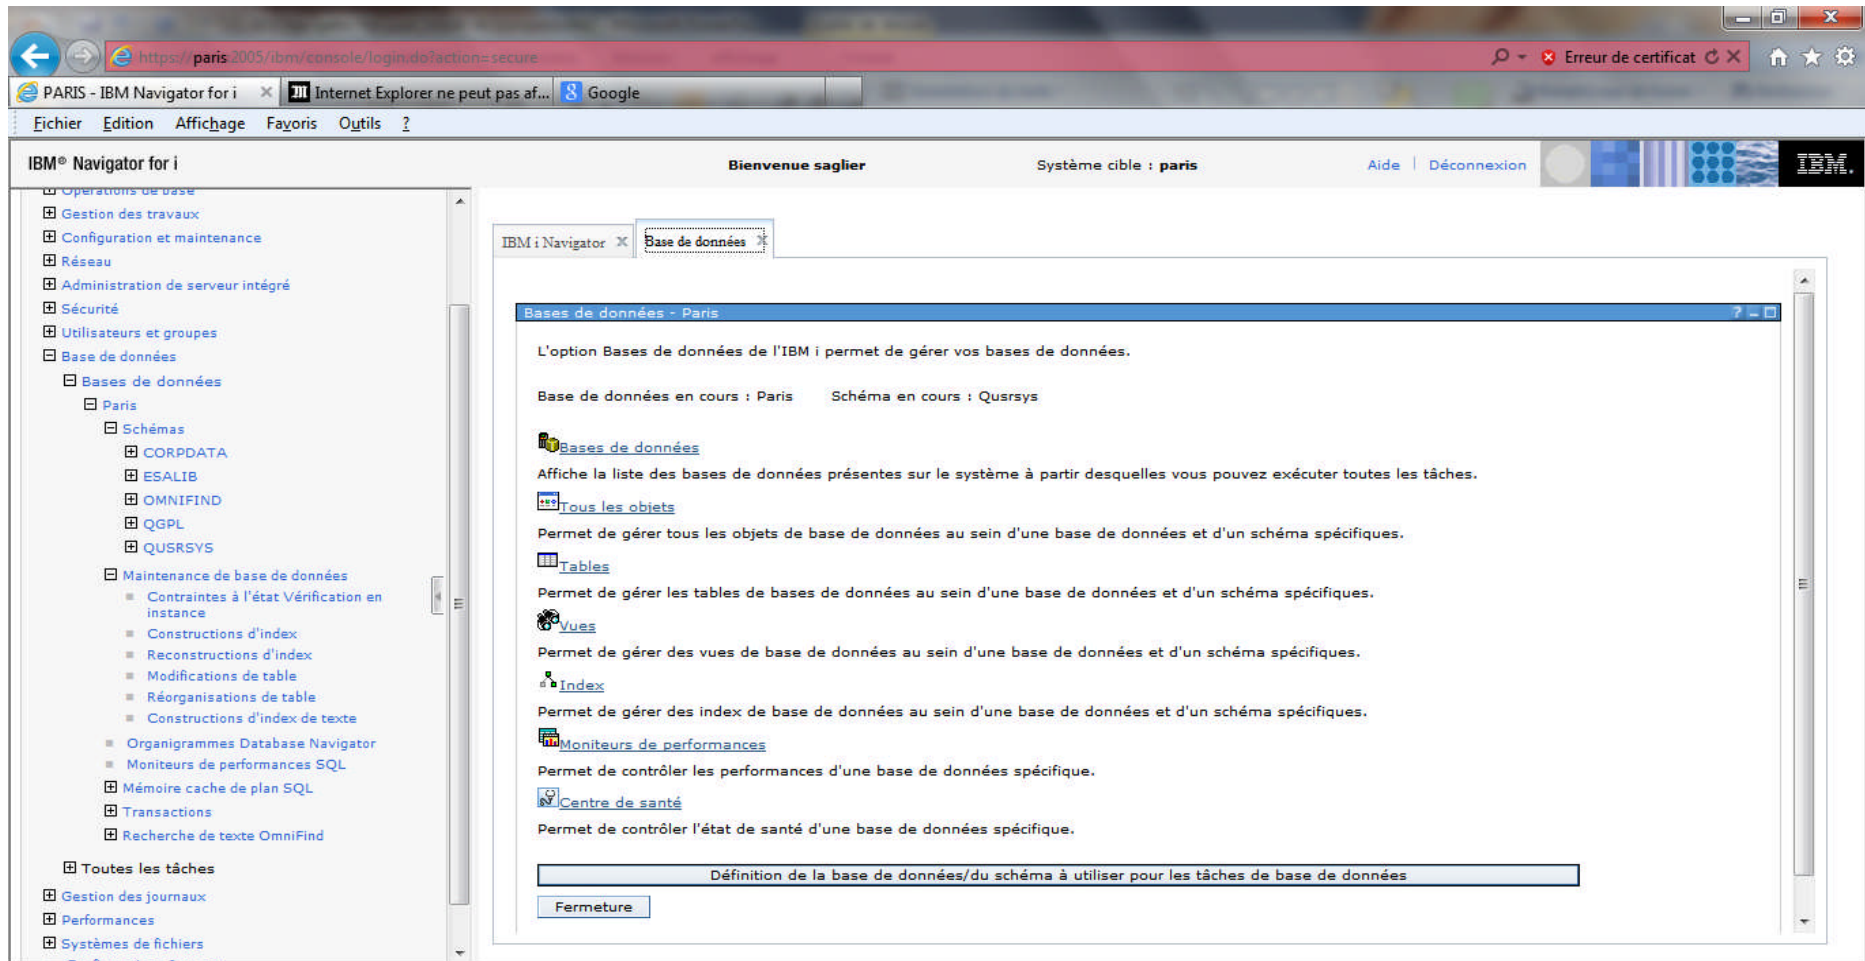 https://paris:2005/ibm/console/login.do?action=secure
Erreur de certificat
PARIS - IBM Navigator for i
Internet Explorer ne peut pas af...
Google
Fichier Edition Affichage Favoris Outils ?
IBM® Navigator for i
Bienvenue saglier
Système cible : paris
Aide
Déconnexion
IBM.
Opérations de base
Gestion des travaux
Configuration et maintenance
Réseau
Administration de serveur intégré
Sécurité
Utilisateurs et groupes
Base de données
Bases de données
Paris
Schémas
CORPDATA
ESALIB
OMNIFIND
QGPL
QUSRSYS
Maintenance de base de données
Contraintes à l'état Vérification en
instance
Constructions d'index
Reconstructions d'index
Modifications de table
Réorganisations de table
Constructions d'index de texte
Organigrammes Database Navigator
Moniteurs de performances SQL
Mémoire cache de plan SQL
Transactions
Recherche de texte OmniFind
Toutes les tâches
Gestion des journaux
Performances
Systèmes de fichiers
IBM i Navigator
Base de données
Bases de données - Paris
L'option Bases de données de l'IBM i permet de gérer vos bases de données.
Base de données en cours : Paris Schéma en cours : Qusrsys
Bases de données
Affiche la liste des bases de données présentes sur le système à partir desquelles vous pouvez exécuter toutes les tâches.
Tous les objets
Permet de gérer tous les objets de base de données au sein d'une base de données et d'un schéma spécifiques.
Tables
Permet de gérer les tables de bases de données au sein d'une base de données et d'un schéma spécifiques.
Vues
Permet de gérer des vues de base de données au sein d'une base de données et d'un schéma spécifiques.
Index
Permet de gérer des index de base de données au sein d'une base de données et d'un schéma spécifiques.
Moniteurs de performances
Permet de contrôler les performances d'une base de données spécifique.
Centre de santé
Permet de contrôler l'état de santé d'une base de données spécifique.
Définition de la base de données/du schéma à utiliser pour les tâches de base de données
Fermeture